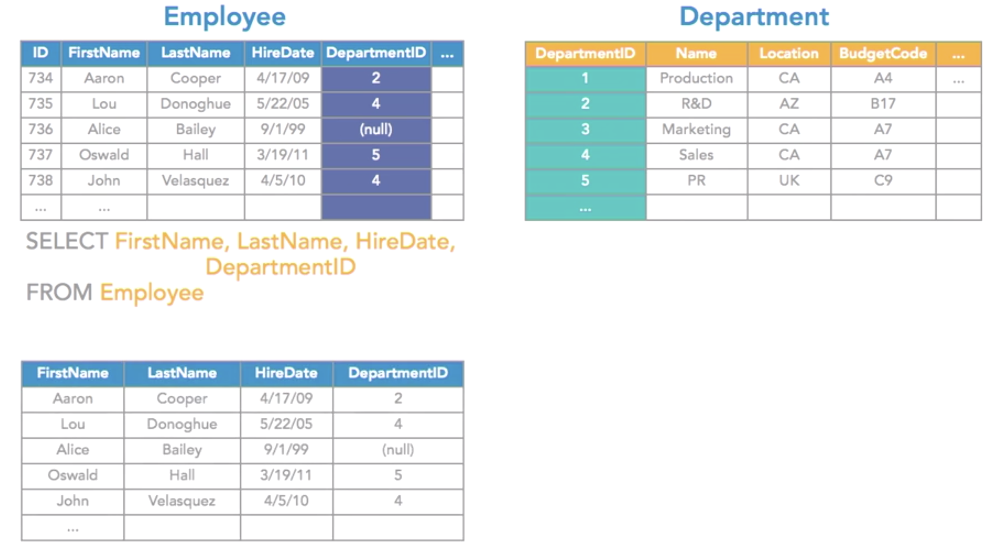 Employee
ID FirstName LastName HireDate DepartmentID ...
734 Aaron Cooper 4/17/09 2
735 Lou Donoghue 5/22/05 4
736 Alice Bailey 9/1/99 (null)
737 Oswald Hall 3/19/11 5
738 John Velasquez 4/5/10 4
... ...
Department
DepartmentID Name Location BudgetCode ...
1 Production CA A4 ...
2 R&D AZ B17
3 Marketing CA A7
4 Sales CA A7
5 PR UK C9
...
SELECT FirstName, LastName, HireDate,
DepartmentID
FROM Employee
FirstName LastName HireDate DepartmentID
Aaron Cooper 4/17/09 2
Lou Donoghue 5/22/05 4
Alice Bailey 9/1/99 (null)
Oswald Hall 3/19/11 5
John Velasquez 4/5/10 4
...